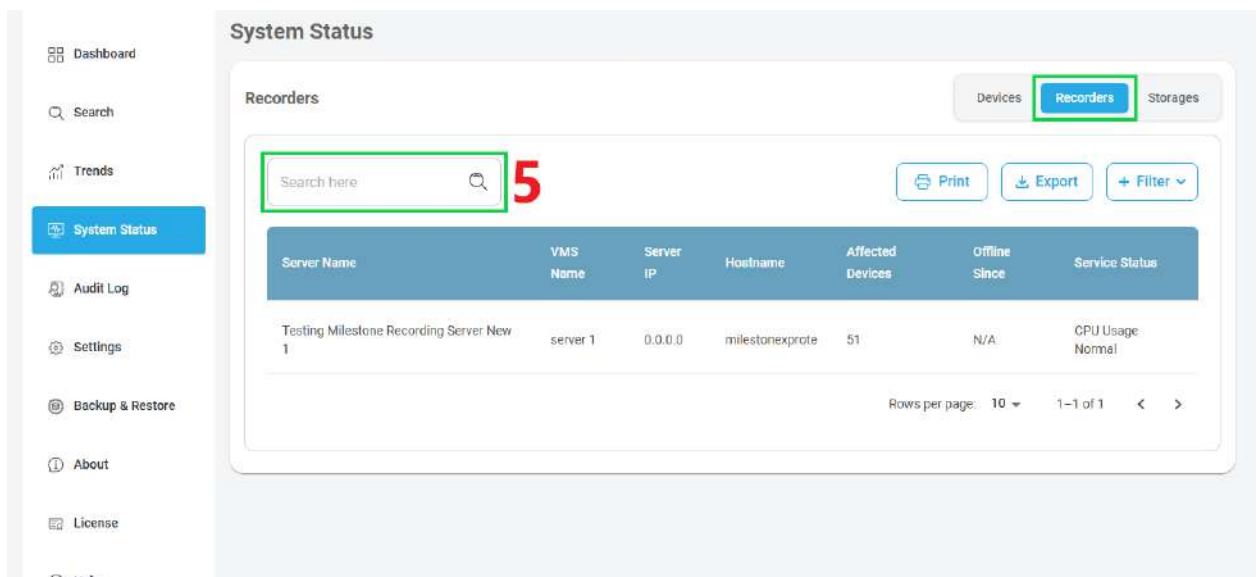 System Status
Dashboard
Search
Trends
System Status
Audit Log
Settings
Backup & Restore
About
License
Recorders
Devices
Recorders
Storages
Search here
5
Print
Export
+ Filter
Server Name
VMS Name
Server IP
Hostname
Affected Devices
Offline Since
Service Status
Testing Milestone Recording Server New 1
server 1
0.0.0.0
milestonexprote
51
N/A
CPU Usage Normal
Rows per page: 10
1–1 of 1